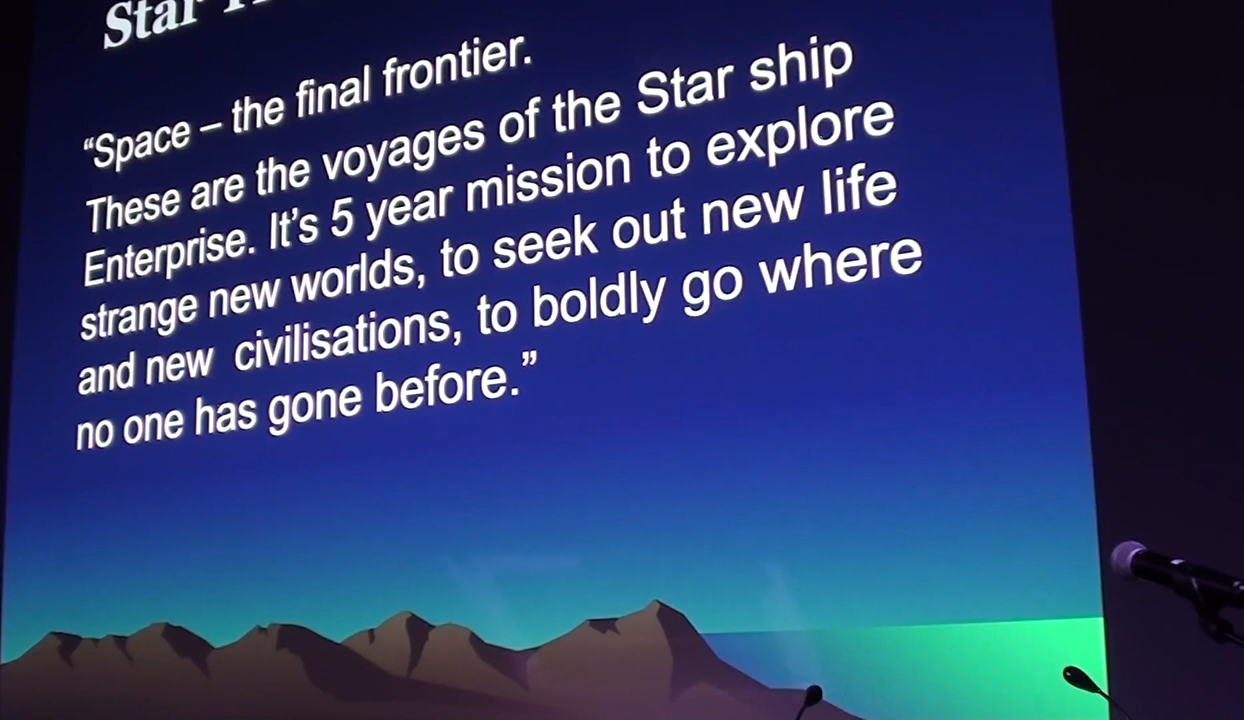 Star
“Space – the final frontier.
These are the voyages of the Star ship
Enterprise. It’s 5 year mission to explore
strange new worlds, to seek out new life
and new  civilisations, to boldly go where
no one has gone before.”